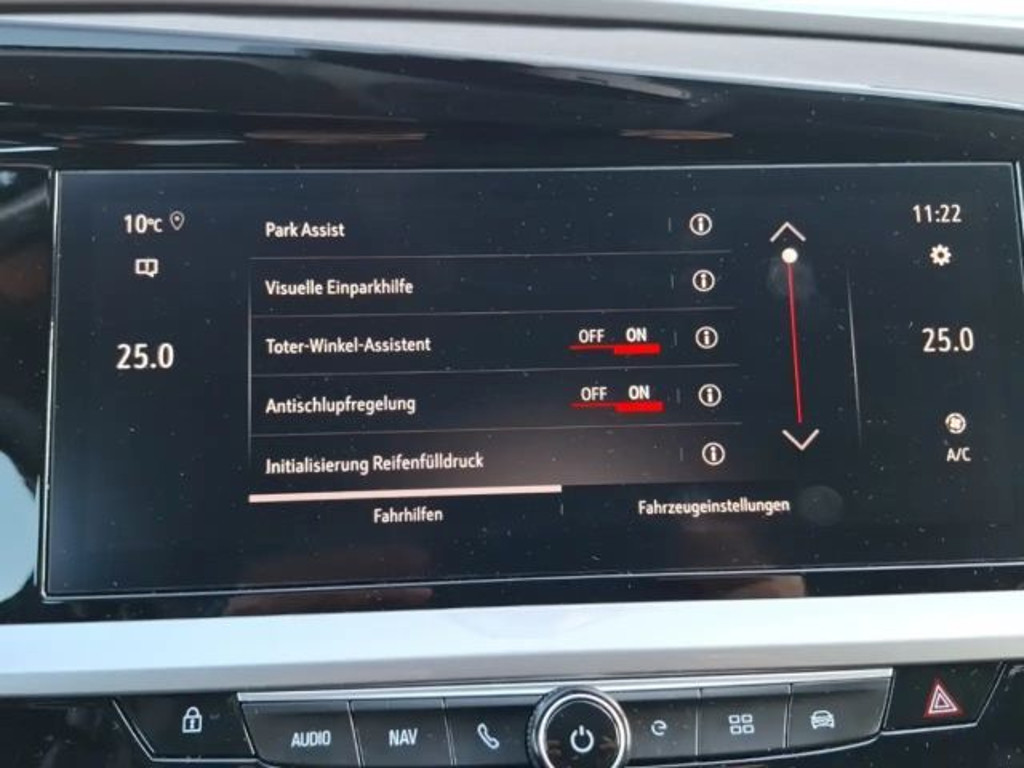 10°C
11:22
Park Assist
Visuelle Einparkhilfe
Toter-Winkel-Assistent OFF ON
25.0
25.0
Antischlupfregelung OFF ON
Initialisierung Reifenfülldruck
A/C
Fahrhilfen
Fahrzeugeinstellungen
AUDIO
NAV